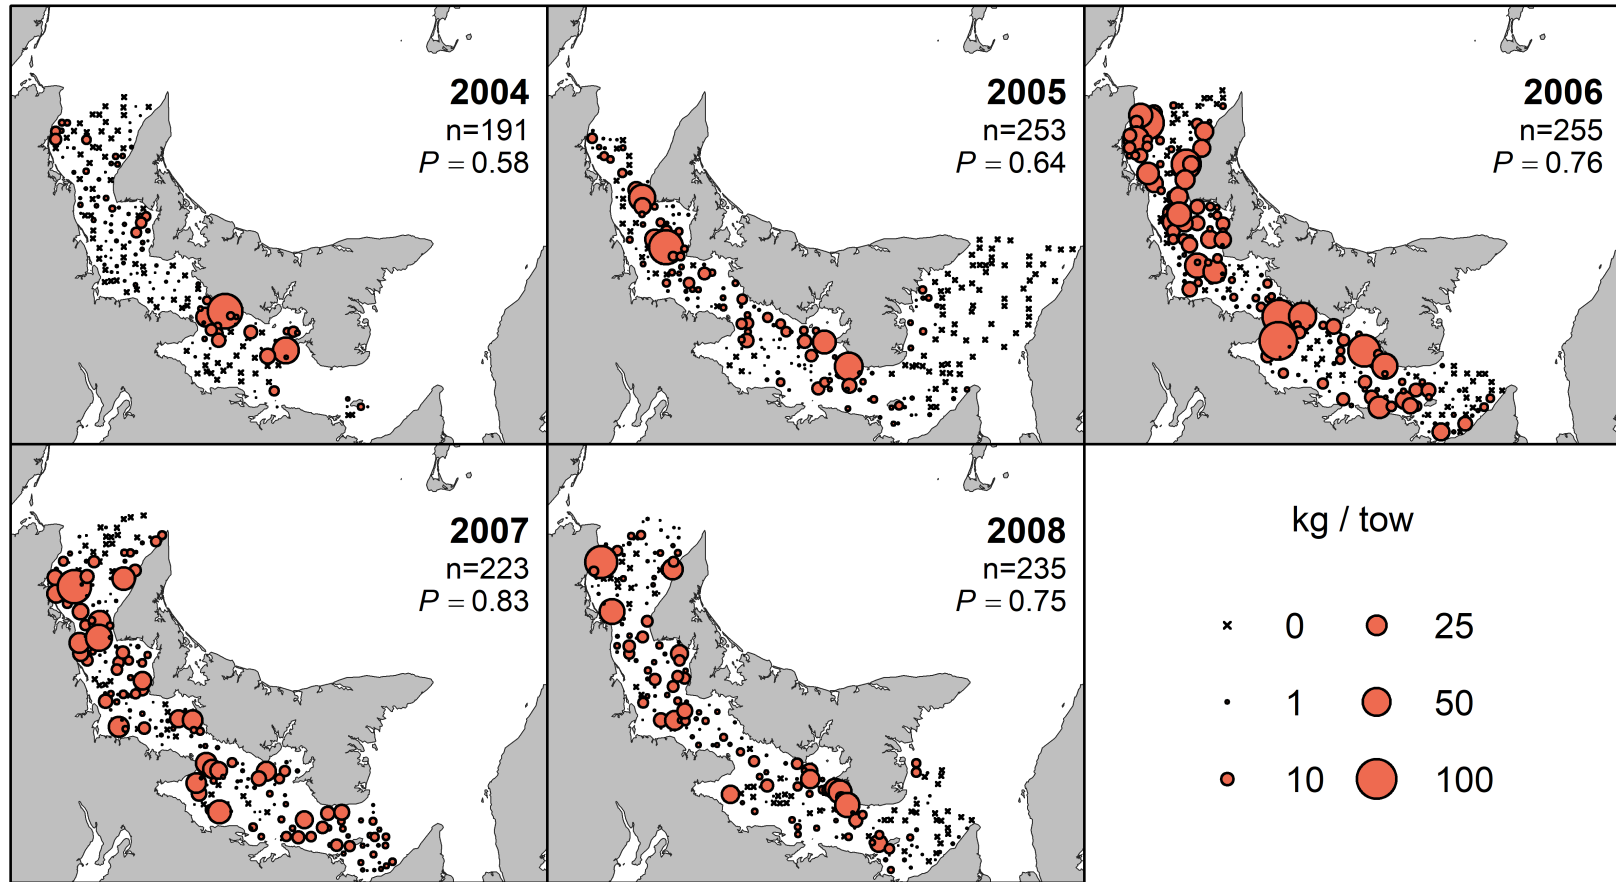 2004
n=191
P = 0.58
2005
n=253
P = 0.64
2006
n=255
P = 0.76
2007
n=223
P = 0.83
2008
n=235
P = 0.75
kg / tow
0 25
1 50
10 100